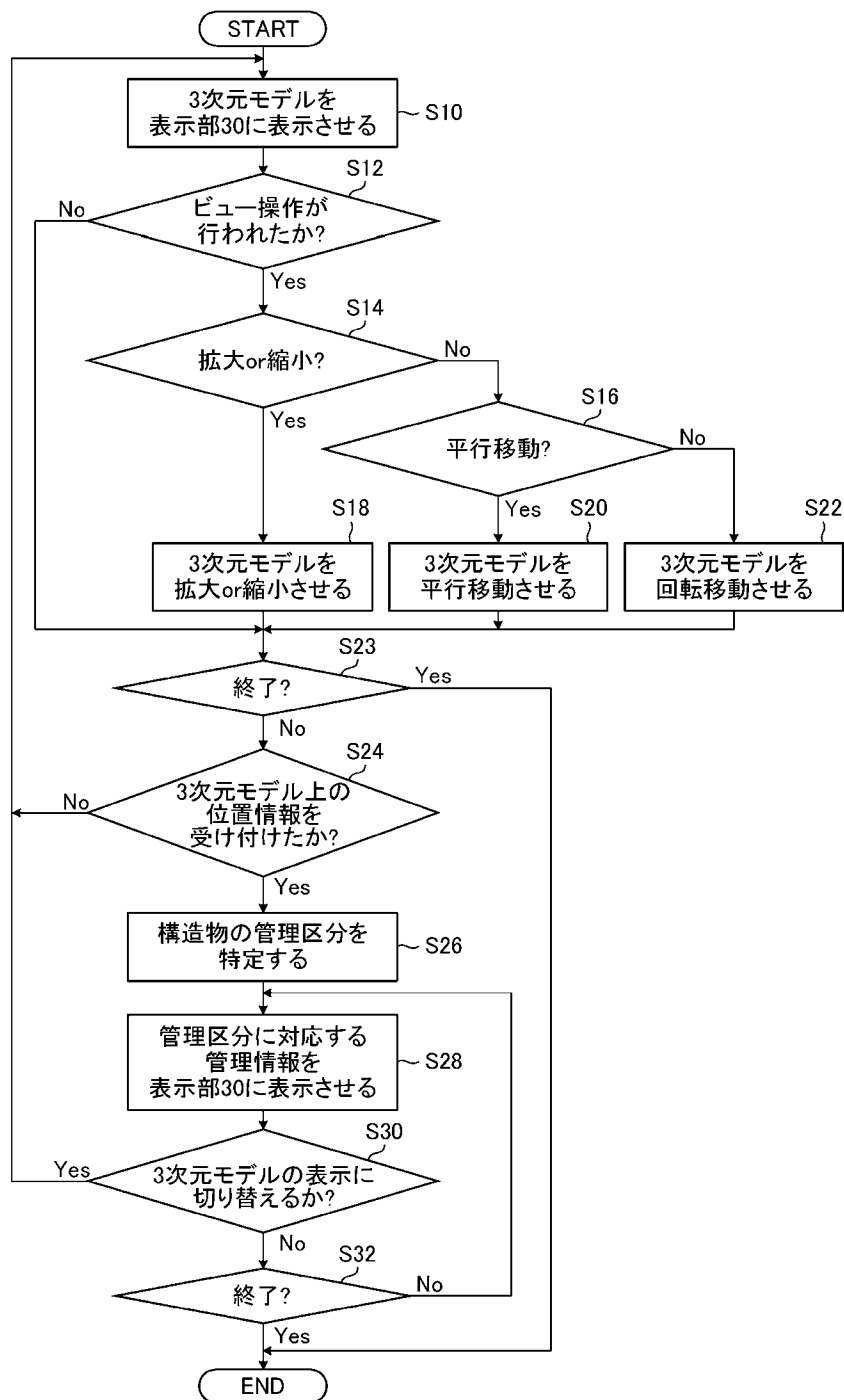 START
3次元モデルを
表示部30に表示させる
S10
S12
ビュー操作が
行われたか?
No
Yes
S14
拡大or縮小?
No
Yes
S16
平行移動?
No
Yes
S18
3次元モデルを
拡大or縮小させる
S20
3次元モデルを
平行移動させる
S22
3次元モデルを
回転移動させる
S23
終了?
Yes
No
S24
3次元モデル上の
位置情報を
受け付けたか?
No
Yes
構造物の管理区分を
特定する
S26
管理区分に対応する
管理情報を
表示部30に表示させる
S28
S30
3次元モデルの表示に
切り替えるか?
Yes
No
S32
終了?
No
Yes
END